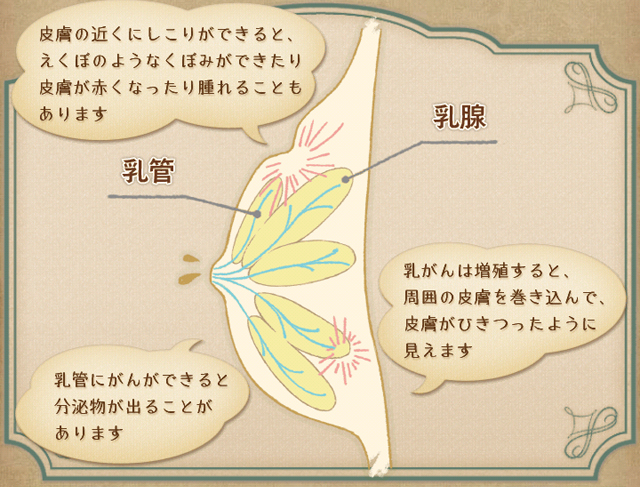 皮膚の近くにしこりができると、
えくぼのようなくぼみができたり
皮膚が赤くなったり腫れることも
あります
乳腺
乳管
乳がんは増殖すると、
周囲の皮膚を巻き込んで、
皮膚がひきつったように
見えます
乳管にがんができると
分泌物が出ることが
あります